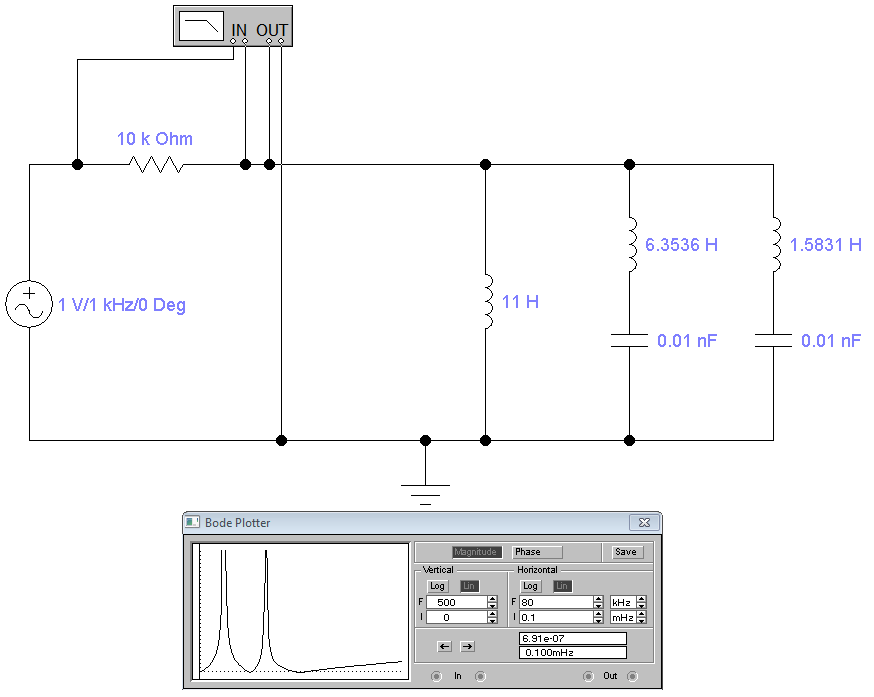 IN OUT
10 k Ohm
6.3536 H
1.5831 H
1 V/1 kHz/0 Deg
11 H
0.01 nF
0.01 nF
Bode Plotter
Magnitude Phase Save
Vertical Horizontal
Log Lin Log Lin
F 500 F 80 kHz
I 0 I 0.1 mHz
6.91e-07
0.100mHz
In Out